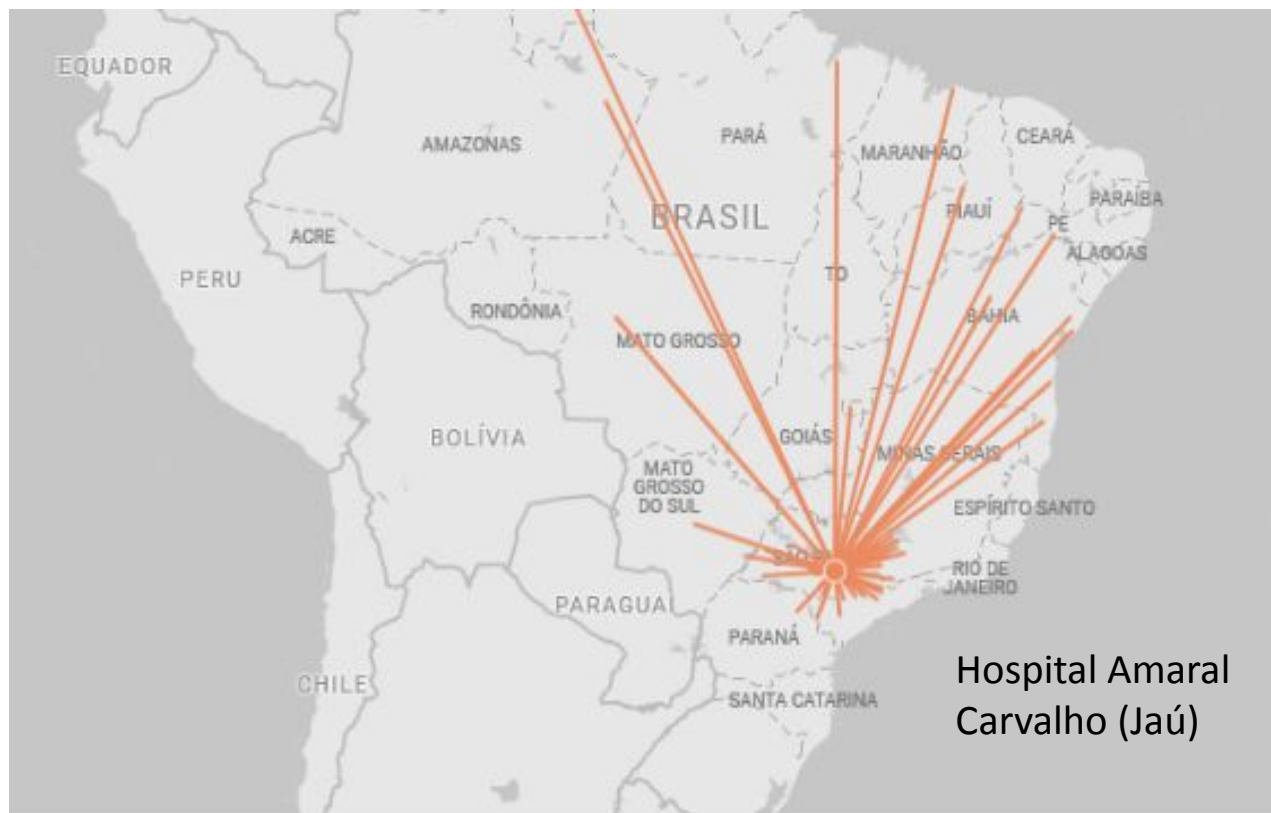 EQUADOR
CEARÁ
PARÁ
AMAZONAS
MARANHÃO
PARAÍBA
PIAUÍ
BRASIL
PE
ACRE
ALAGOAS
TO
PERU
RONDÔNIA
BAHIA
MATO GROSSO
BOLÍVIA
GOIÁS
MINAS GERAIS
MATO
GROSSO
DO SUL
ESPÍRITO SANTO
RIO DE
JANEIRO
PARAGUAI
PARANÁ
Hospital Amaral
Carvalho (Jaú)
CHILE
SANTA CATARINA